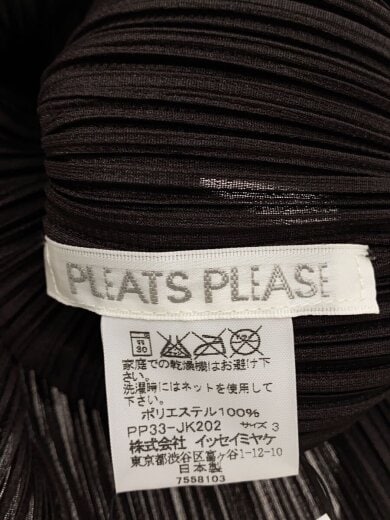 PLEATS PLEASE
家庭での乾燥機はお避け下
さい。
洗濯時にはネットを使用して
下さい。
ポリエステル100%
PP33-JK202 サイズ 3
株式会社 イッセイミヤケ
東京都渋谷区富ヶ谷1-12-10
日本製
7558103